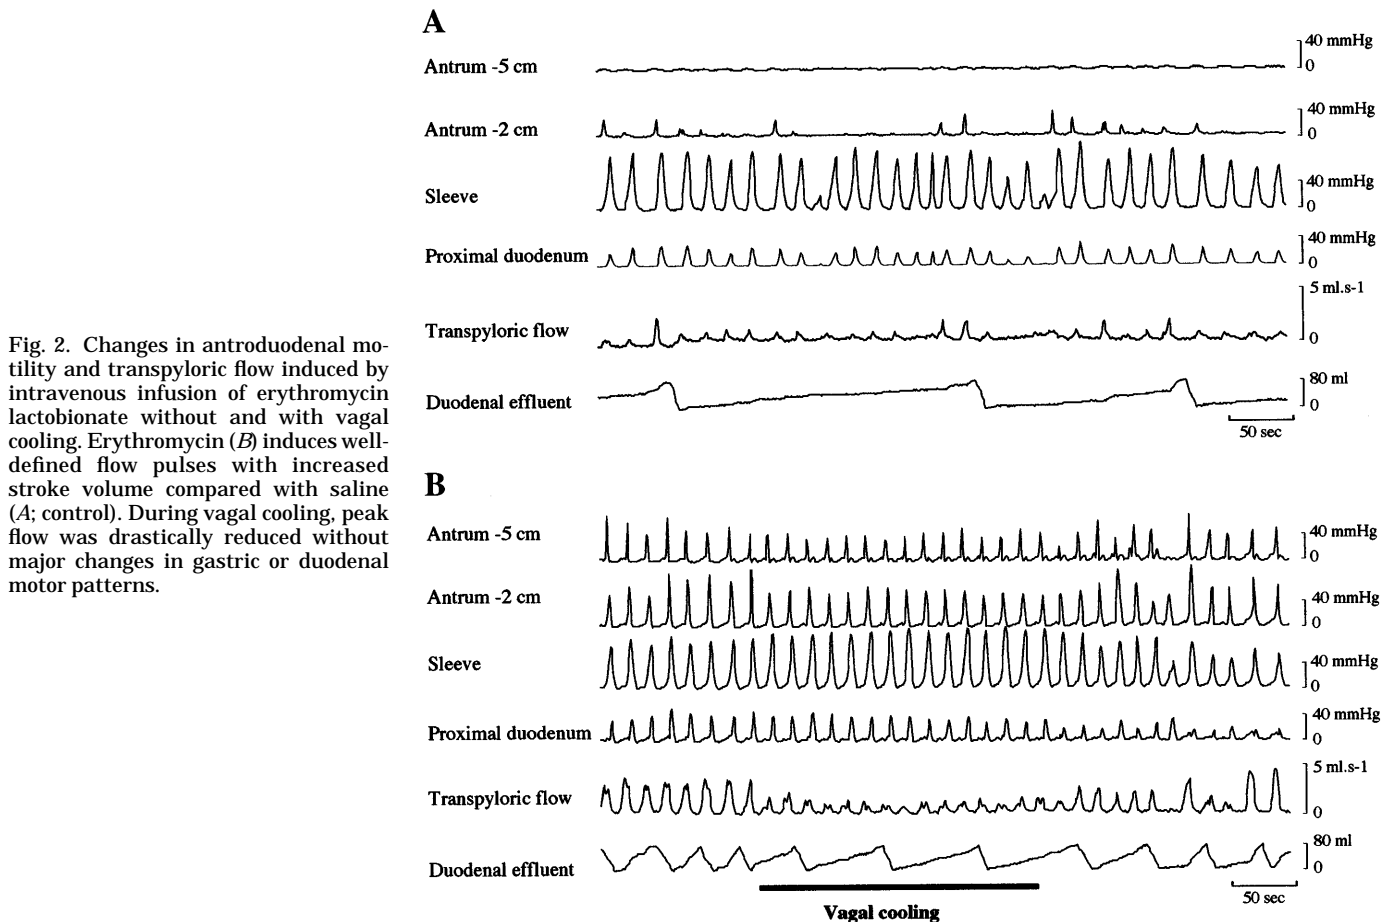 Fig. 2. Changes in antroduodenal mo-
tility and transpyloric flow induced by
intravenous infusion of erythromycin
lactobionate without and with vagal
cooling. Erythromycin (B) induces well-
defined flow pulses with increased
stroke volume compared with saline
(A; control). During vagal cooling, peak
flow was drastically reduced without
major changes in gastric or duodenal
motor patterns.
A
Antrum -5 cm
40 mmHg
0
Antrum -2 cm
40 mmHg
0
Sleeve
40 mmHg
0
Proximal duodenum
40 mmHg
0
Transpyloric flow
5 ml.s-1
0
Duodenal effluent
80 ml
0
50 sec
B
Antrum -5 cm
40 mmHg
0
Antrum -2 cm
40 mmHg
0
Sleeve
40 mmHg
0
Proximal duodenum
40 mmHg
0
Transpyloric flow
5 ml.s-1
0
Duodenal effluent
80 ml
0
50 sec
Vagal cooling